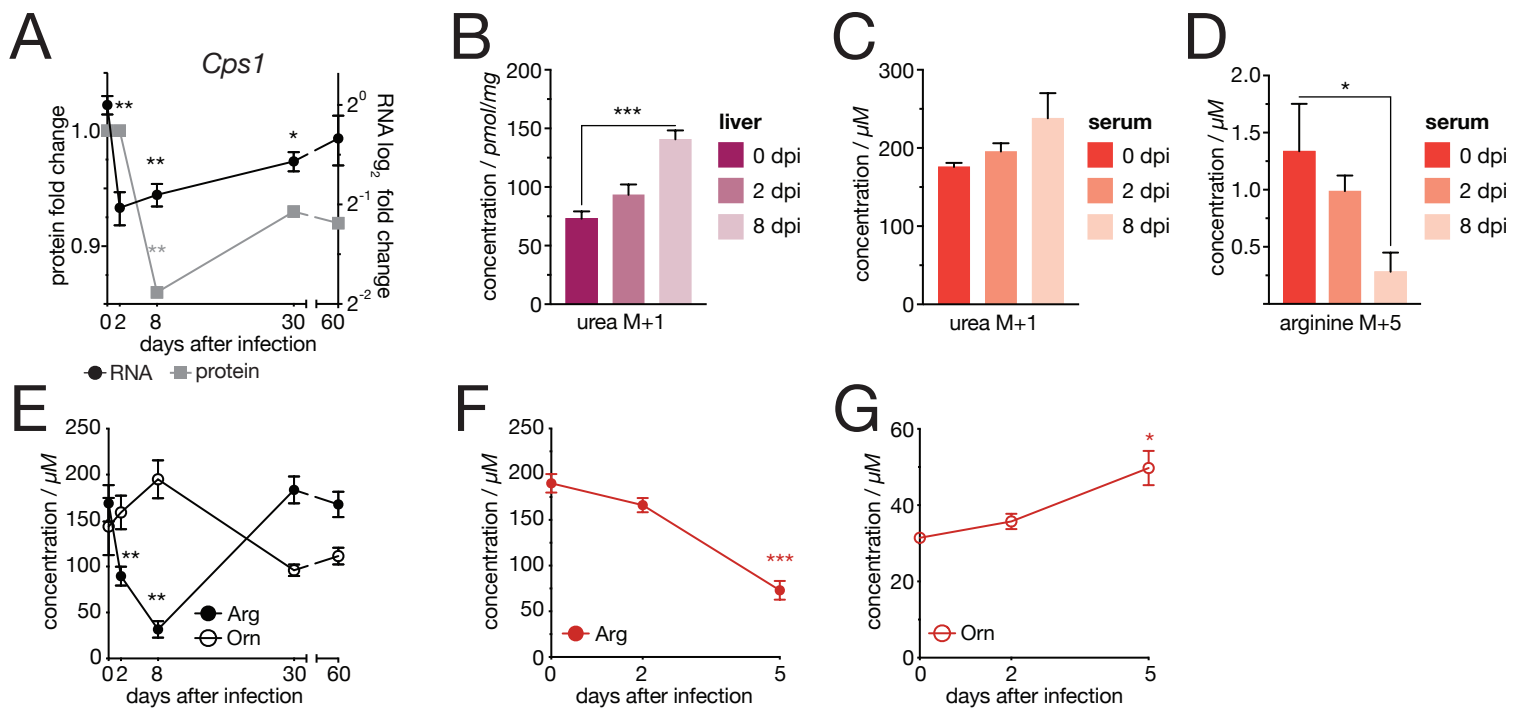 A
Cps1
protein fold change
1.0
0.9
**
**
*
**
2^0
2^-1
2^-2
RNA log2 fold change
0 2 8 30 60
days after infection
RNA protein
B
concentration / pmol/mg
200
150
100
50
0
***
urea M+1
liver
0 dpi
2 dpi
8 dpi
C
concentration / µM
300
200
100
0
urea M+1
serum
0 dpi
2 dpi
8 dpi
D
concentration / µM
2.0
1.5
1.0
0.5
*
arginine M+5
serum
0 dpi
2 dpi
8 dpi
E
concentration / µM
250
200
150
100
50
0
**
**
Arg
Orn
0 2 8 30 60
days after infection
F
concentration / µM
250
200
150
100
50
0
***
Arg
0 2 5
days after infection
G
concentration / µM
60
40
20
0
*
Orn
0 2 5
days after infection